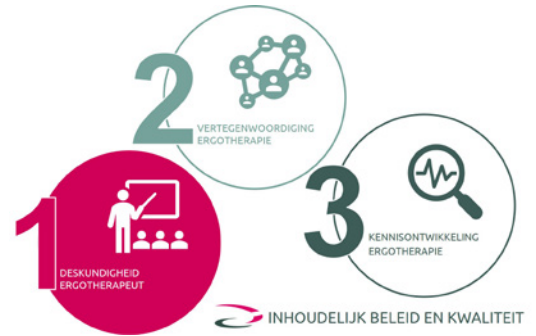 1
DESKUNDIGHEID
ERGOTHERAPEUT
2
VERTEGENWOORDIGING
ERGOTHERAPIE
3
KENNISONTWIKKELING
ERGOTHERAPIE
INHOUDELIJK BELEID EN KWALITEIT